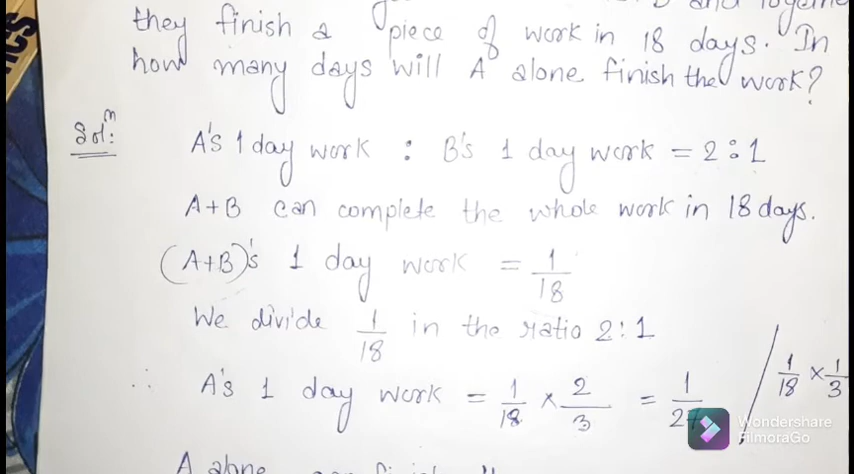 they finish a piece of work in 18 days. In
how many days will A alone finish the work?
Solⁿ:
A's 1 day work : B's 1 day work = 2:1
A+B can complete the whole work in 18 days.
(A+B)'s 1 day work = 1/18
We divide 1/18 in the ratio 2:1
∴ A's 1 day work = 1/18 × 2/3 = 1/27 / 1/18 × 1/3
Wondershare
FilmoraGo
A alone